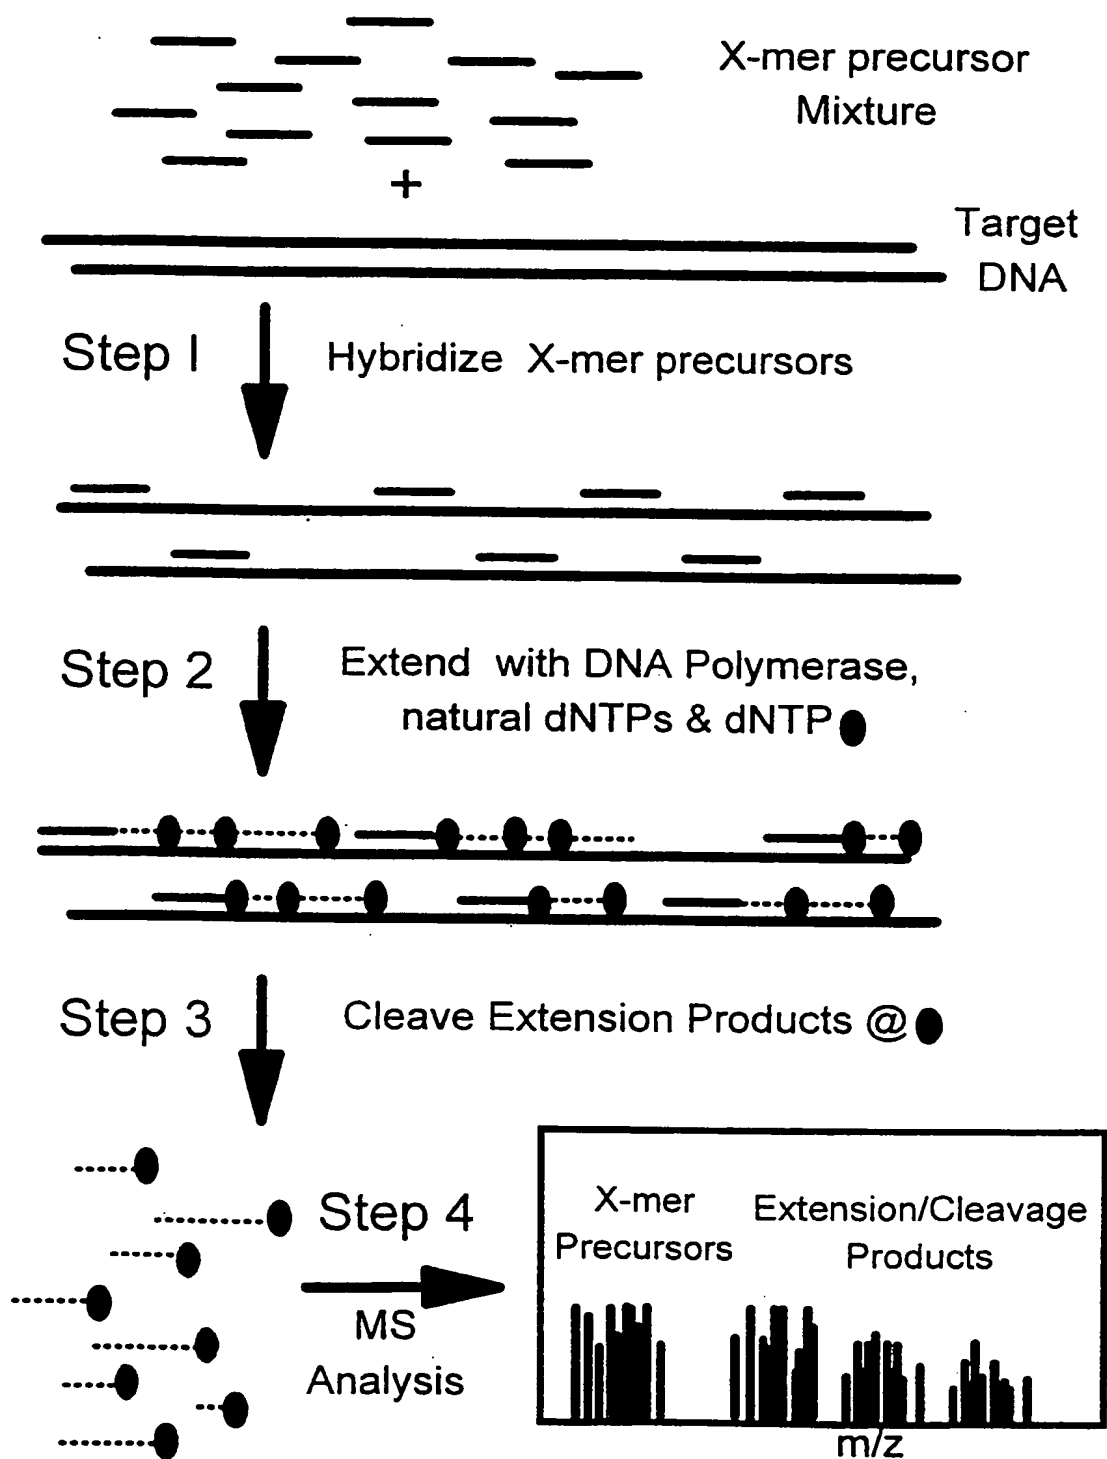 X-mer precursor
Mixture
+
Target
DNA
Step I
Hybridize X-mer precursors
Step 2
Extend with DNA Polymerase,
natural dNTPs & dNTP
Step 3
Cleave Extension Products @
Step 4
MS
Analysis
X-mer
Precursors
Extension/Cleavage
Products
m/z